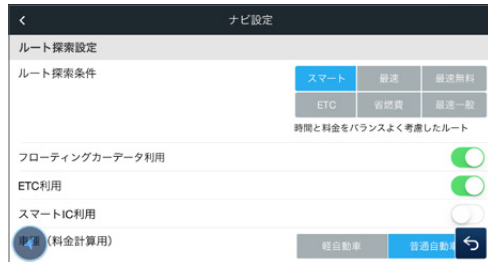 ナビ設定
ルート探索設定
ルート探索条件
スマート 最速 最速無料
ETC 省燃費 最速一般
時間と料金をバランスよく考慮したルート
フローティングカーデータ利用
ETC利用
スマートIC利用
車種（料金計算用） 軽自動車 普通自動車